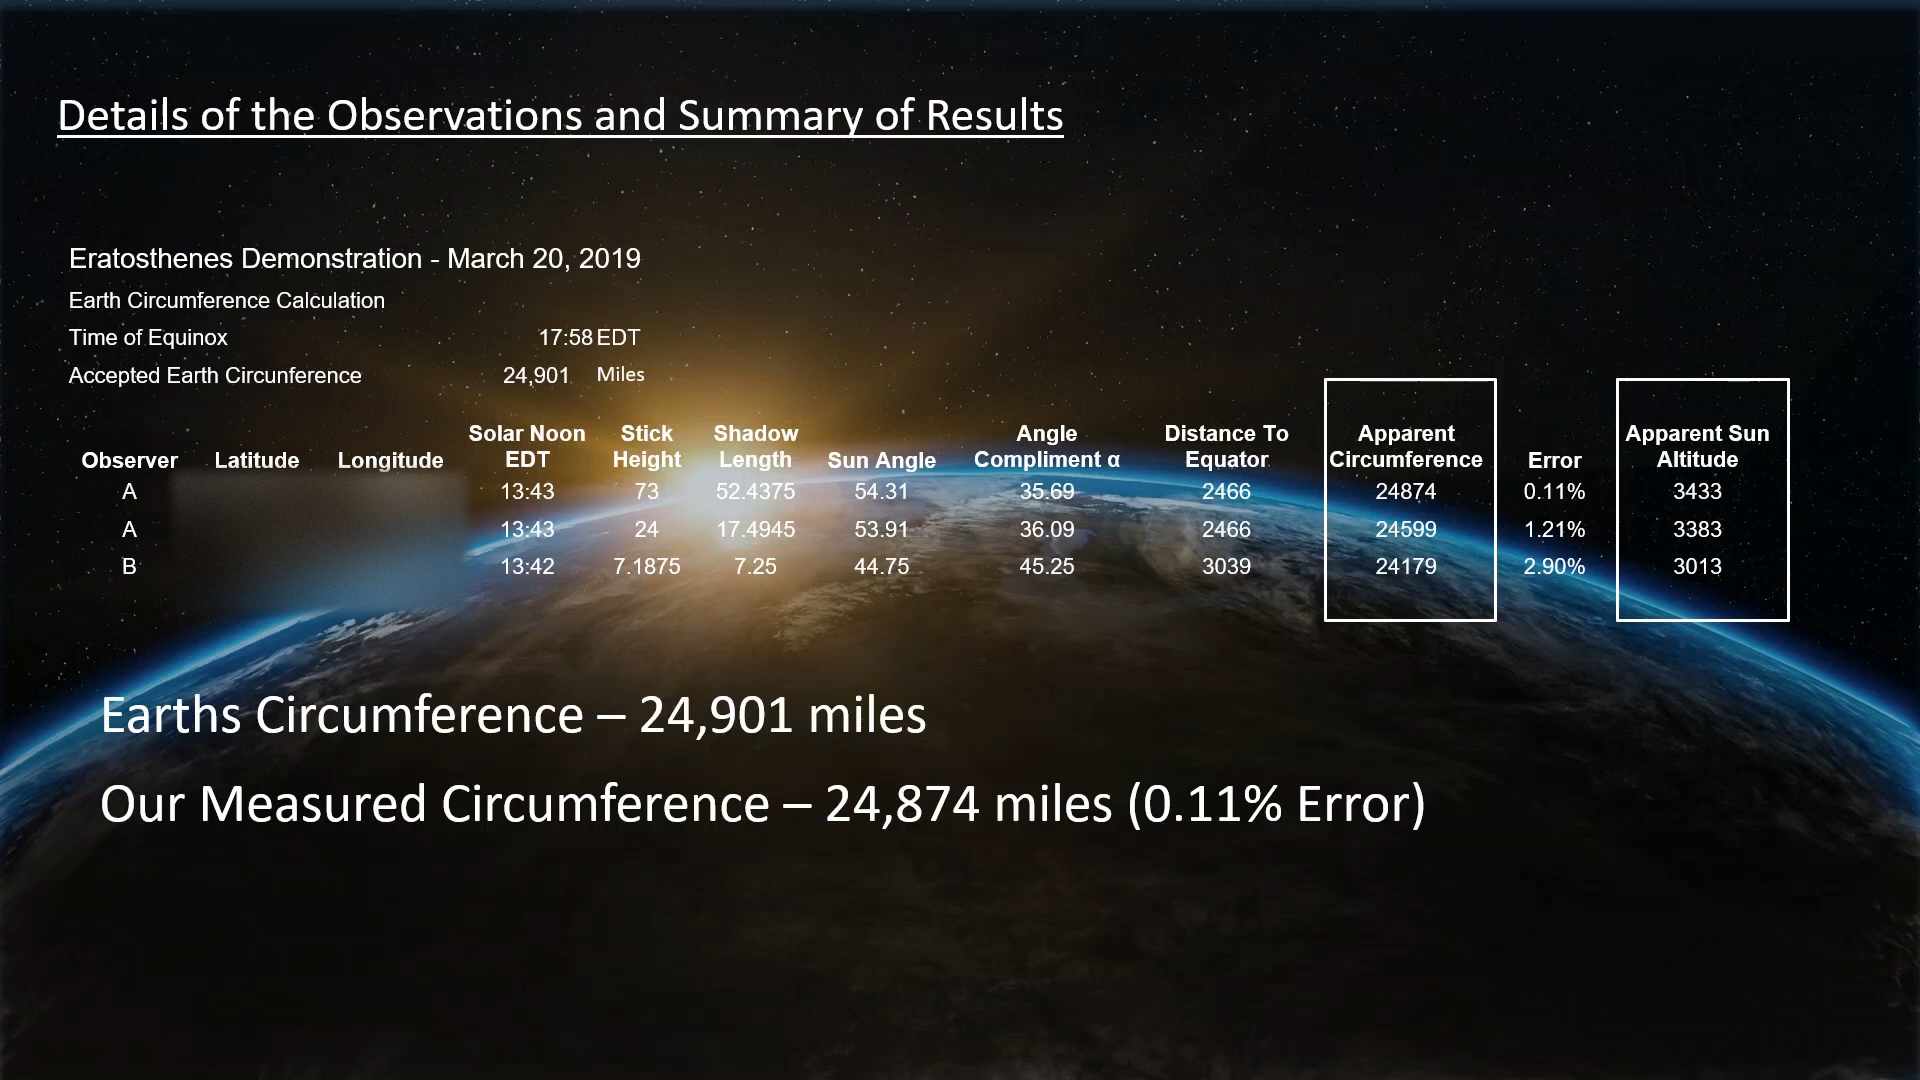 Details of the Observations and Summary of Results
Eratosthenes Demonstration - March 20, 2019
Earth Circumference Calculation
Time of Equinox 17:58 EDT
Accepted Earth Circunference 24,901 Miles
Observer Latitude Longitude Solar Noon EDT Stick Height Shadow Length Sun Angle Angle Compliment α Distance To Equator Apparent Circumference Error Apparent Sun Altitude
A 13:43 73 52.4375 54.31 35.69 2466 24874 0.11% 3433
A 13:43 24 17.4945 53.91 36.09 2466 24599 1.21% 3383
B 13:42 7.1875 7.25 44.75 45.25 3039 24179 2.90% 3013
Earths Circumference – 24,901 miles
Our Measured Circumference – 24,874 miles (0.11% Error)